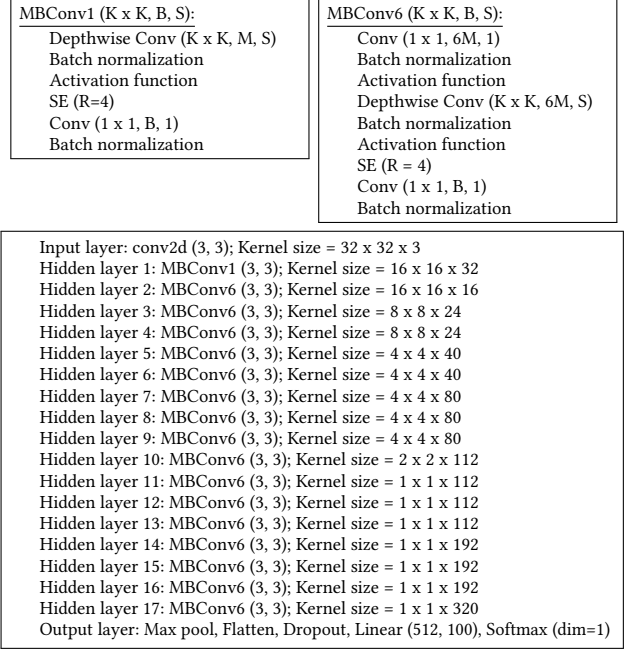 MBConv1 (K x K, B, S):
Depthwise Conv (K x K, M, S)
Batch normalization
Activation function
SE (R=4)
Conv (1 x 1, B, 1)
Batch normalization
MBConv6 (K x K, B, S):
Conv (1 x 1, 6M, 1)
Batch normalization
Activation function
Depthwise Conv (K x K, 6M, S)
Batch normalization
Activation function
SE (R = 4)
Conv (1 x 1, B, 1)
Batch normalization
Input layer: conv2d (3, 3); Kernel size = 32 x 32 x 3
Hidden layer 1: MBConv1 (3, 3); Kernel size = 16 x 16 x 32
Hidden layer 2: MBConv6 (3, 3); Kernel size = 16 x 16 x 16
Hidden layer 3: MBConv6 (3, 3); Kernel size = 8 x 8 x 24
Hidden layer 4: MBConv6 (3, 3); Kernel size = 8 x 8 x 24
Hidden layer 5: MBConv6 (3, 3); Kernel size = 4 x 4 x 40
Hidden layer 6: MBConv6 (3, 3); Kernel size = 4 x 4 x 40
Hidden layer 7: MBConv6 (3, 3); Kernel size = 4 x 4 x 80
Hidden layer 8: MBConv6 (3, 3); Kernel size = 4 x 4 x 80
Hidden layer 9: MBConv6 (3, 3); Kernel size = 4 x 4 x 80
Hidden layer 10: MBConv6 (3, 3); Kernel size = 2 x 2 x 112
Hidden layer 11: MBConv6 (3, 3); Kernel size = 1 x 1 x 112
Hidden layer 12: MBConv6 (3, 3); Kernel size = 1 x 1 x 112
Hidden layer 13: MBConv6 (3, 3); Kernel size = 1 x 1 x 112
Hidden layer 14: MBConv6 (3, 3); Kernel size = 1 x 1 x 192
Hidden layer 15: MBConv6 (3, 3); Kernel size = 1 x 1 x 192
Hidden layer 16: MBConv6 (3, 3); Kernel size = 1 x 1 x 192
Hidden layer 17: MBConv6 (3, 3); Kernel size = 1 x 1 x 320
Output layer: Max pool, Flatten, Dropout, Linear (512, 100), Softmax (dim=1)